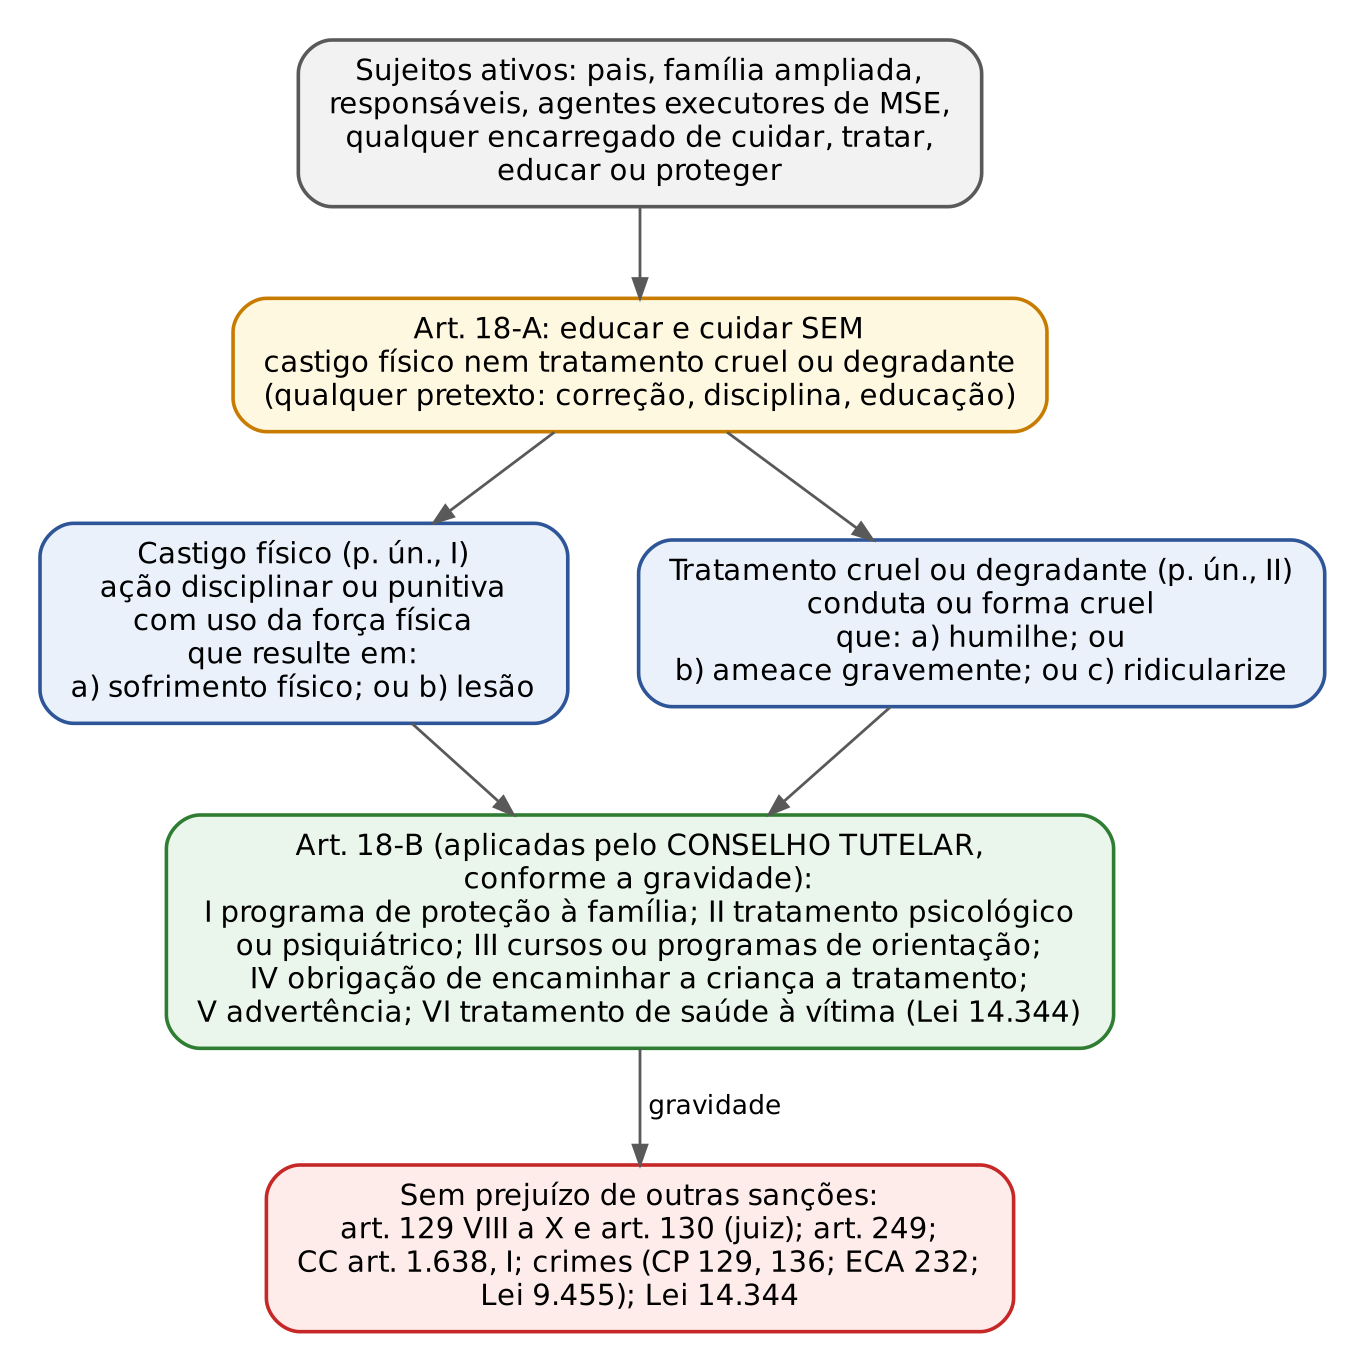 Sujeitos ativos: pais, família ampliada,
responsáveis, agentes executores de MSE,
qualquer encarregado de cuidar, tratar,
educar ou proteger
Art. 18-A: educar e cuidar SEM
castigo físico nem tratamento cruel ou degradante
(qualquer pretexto: correção, disciplina, educação)
Castigo físico (p. ún., I)
ação disciplinar ou punitiva
com uso da força física
que resulte em:
a) sofrimento físico; ou b) lesão
Tratamento cruel ou degradante (p. ún., II)
conduta ou forma cruel
que: a) humilhe; ou
b) ameace gravemente; ou c) ridicularize
Art. 18-B (aplicadas pelo CONSELHO TUTELAR,
conforme a gravidade):
I programa de proteção à família; II tratamento psicológico
ou psiquiátrico; III cursos ou programas de orientação;
IV obrigação de encaminhar a criança a tratamento;
V advertência; VI tratamento de saúde à vítima (Lei 14.344)
gravidade
Sem prejuízo de outras sanções:
art. 129 VIII a X e art. 130 (juiz); art. 249;
CC art. 1.638, I; crimes (CP 129, 136; ECA 232;
Lei 9.455); Lei 14.344